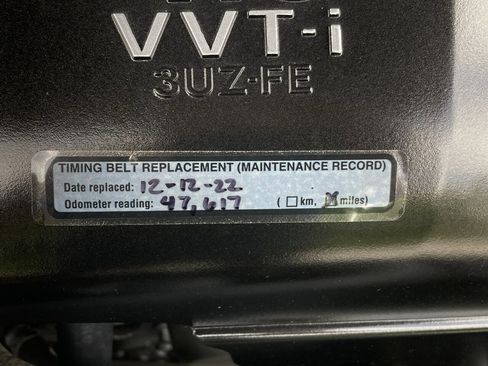 VVT-i
3UZ-FE
TIMING BELT REPLACEMENT (MAINTENANCE RECORD)
Date replaced: 12-12-22
Odometer reading: 47,617 ( ☐ km, ☒ miles)